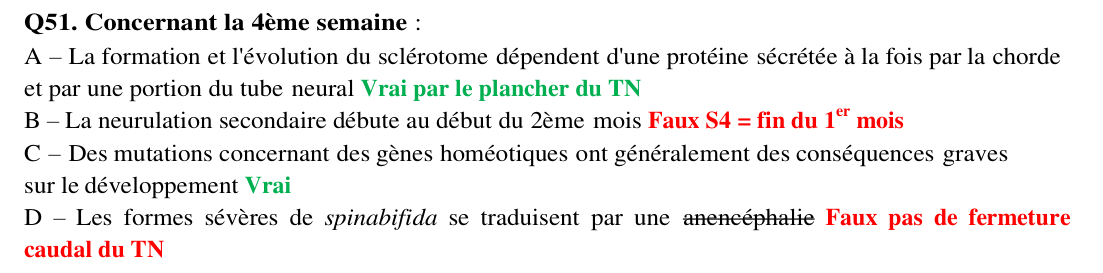 Q51. Concernant la 4ème semaine :
A – La formation et l'évolution du sclérotome dépendent d'une protéine sécrétée à la fois par la chorde
et par une portion du tube neural Vrai par le plancher du TN
B – La neurulation secondaire débute au début du 2ème mois Faux S4 = fin du 1er mois
C – Des mutations concernant des gènes homéotiques ont généralement des conséquences graves
sur le développement Vrai
D – Les formes sévères de spinabifida se traduisent par une anencéphalie Faux pas de fermeture
caudal du TN